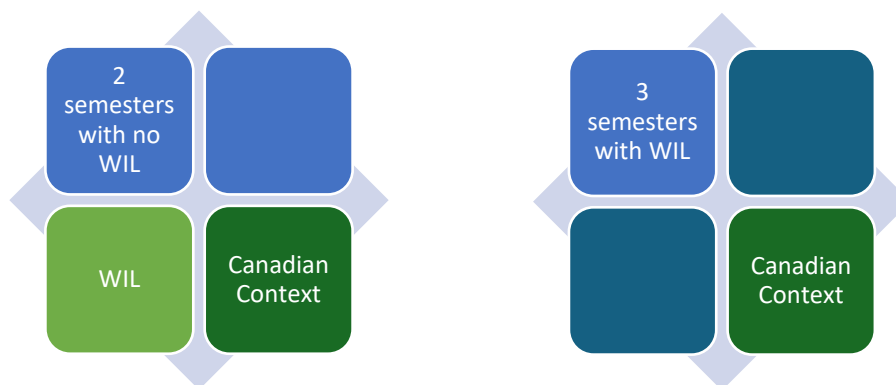 2
semesters
with no
WIL
3
semesters
with WIL
WIL
Canadian
Context
Canadian
Context